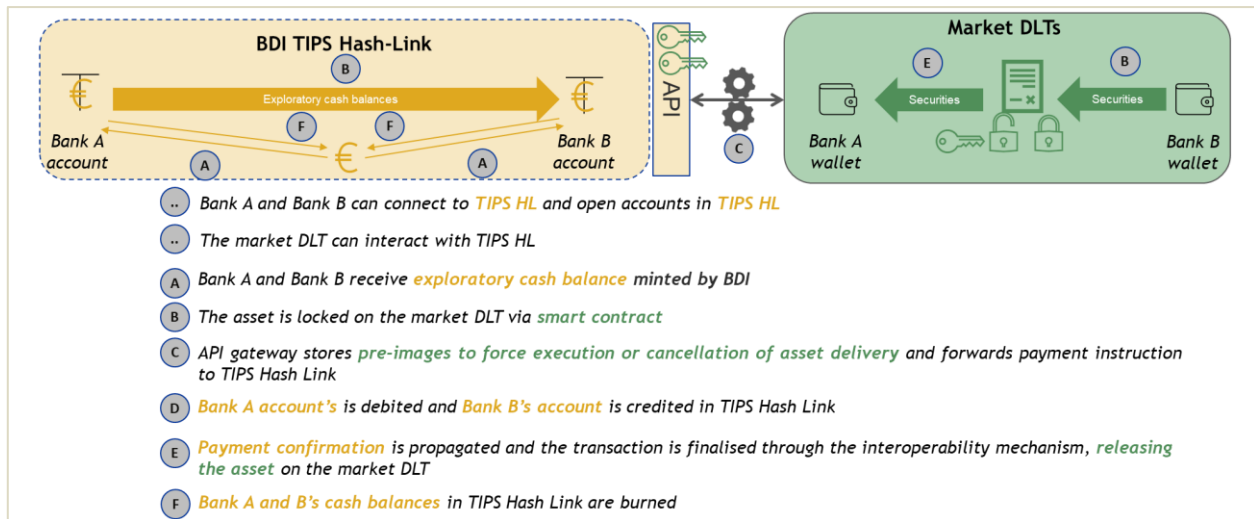 BDI TIPS Hash-Link
Market DLTs
B
E
B
Exploratory cash balances
Securities
Securities
API
F
F
Bank A
account
Bank B
account
Bank A
wallet
Bank B
wallet
A
A
C
.. Bank A and Bank B can connect to TIPS HL and open accounts in TIPS HL
.. The market DLT can interact with TIPS HL
A Bank A and Bank B receive exploratory cash balance minted by BDI
B The asset is locked on the market DLT via smart contract
C API gateway stores pre-images to force execution or cancellation of asset delivery and forwards payment instruction
to TIPS Hash Link
D Bank A account's is debited and Bank B's account is credited in TIPS Hash Link
E Payment confirmation is propagated and the transaction is finalised through the interoperability mechanism, releasing
the asset on the market DLT
F Bank A and B's cash balances in TIPS Hash Link are burned